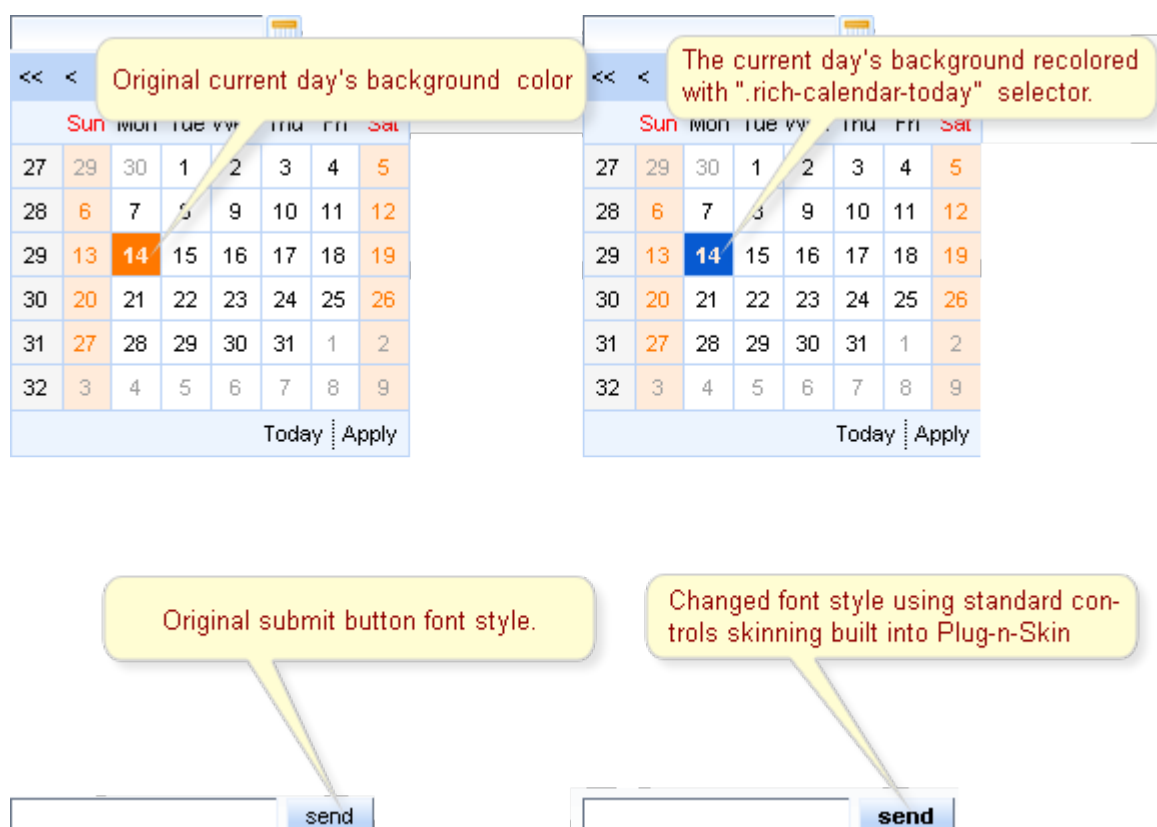 Original current day's background color
<< <
Sun Mon Tue Thu Fri Sat
27 29 30 1 2 3 4 5
28 6 7 8 9 10 11 12
29 13 14 15 16 17 18 19
30 20 21 22 23 24 25 26
31 27 28 29 30 31 1 2
32 3 4 5 6 7 8 9
Today Apply
The current day's background recolored
with ".rich-calendar-today" selector.
<< <
Sun Mon Tue Thu Fri Sat
27 29 30 1 2 3 4 5
28 6 7 8 9 10 11 12
29 13 14 15 16 17 18 19
30 20 21 22 23 24 25 26
31 27 28 29 30 31 1 2
32 3 4 5 6 7 8 9
Today Apply
Original submit button font style.
send
Changed font style using standard con-
trols skinning built into Plug-n-Skin
send